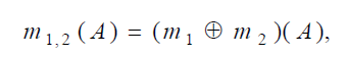 m₁,₂(A) = (m₁ ⊕ m₂)(A),